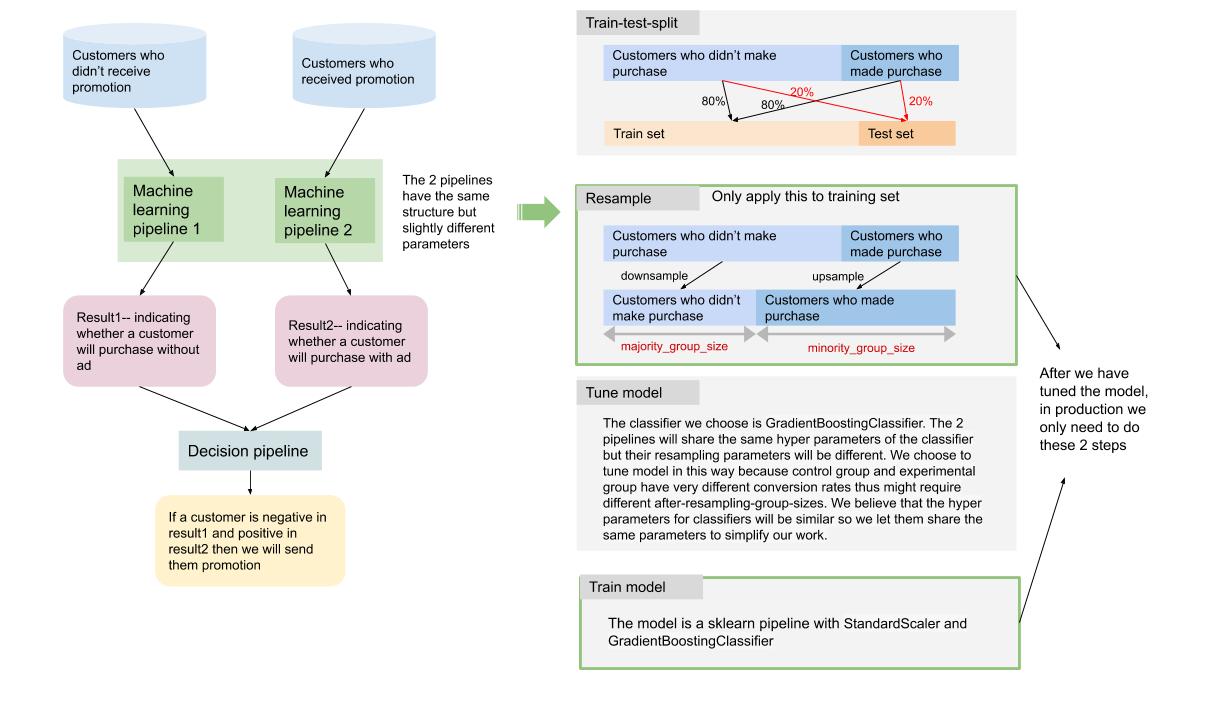 Customers who
didn't receive
promotion
Customers who
received promotion
Machine
learning
pipeline 1
Machine
learning
pipeline 2
The 2 pipelines
have the same
structure but
slightly different
parameters
Result1-- indicating
whether a customer
will purchase without
ad
Result2-- indicating
whether a customer
will purchase with ad
Decision pipeline
If a customer is negative in
result1 and positive in
result2 then we will send
them promotion
Train-test-split
Customers who didn't make
purchase
Customers who
made purchase
80%
80%
20%
20%
Train set
Test set
Resample
Only apply this to training set
Customers who didn't make
purchase
Customers who
made purchase
downsample
upsample
Customers who didn't
make purchase
Customers who made
purchase
majority_group_size
minority_group_size
Tune model
The classifier we choose is GradientBoostingClassifier. The 2
pipelines will share the same hyper parameters of the classifier
but their resampling parameters will be different. We choose to
tune model in this way because control group and experimental
group have very different conversion rates thus might require
different after-resampling-group-sizes. We believe that the hyper
parameters for classifiers will be similar so we let them share the
same parameters to simplify our work.
Train model
The model is a sklearn pipeline with StandardScaler and
GradientBoostingClassifier
After we have
tuned the model,
in production we
only need to do
these 2 steps